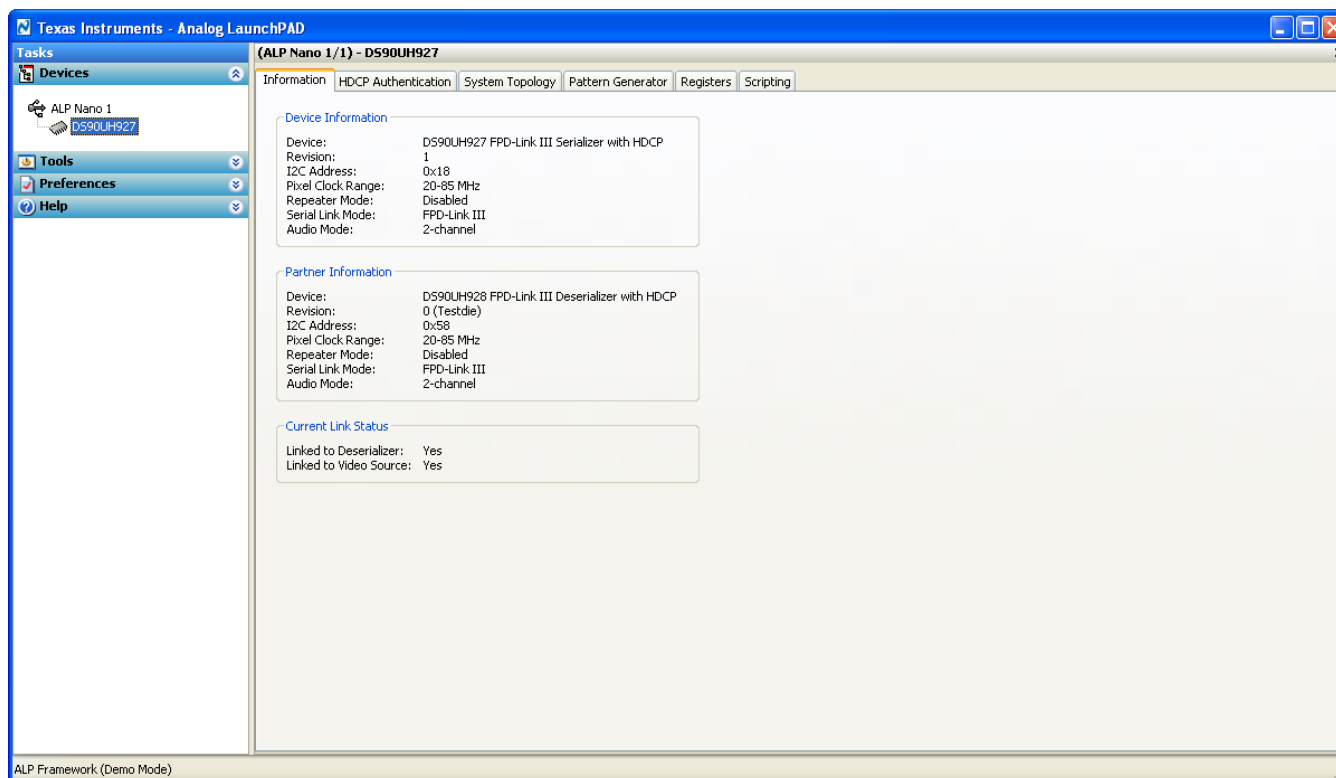 Texas Instruments - Analog LaunchPAD
Tasks
Devices
ALP Nano 1
DS90UH927
Tools
Preferences
Help
(ALP Nano 1/1) - DS90UH927
Information HDCP Authentication System Topology Pattern Generator Registers Scripting
Device Information
Device: DS90UH927 FPD-Link III Serializer with HDCP
Revision: 1
I2C Address: 0x18
Pixel Clock Range: 20-85 MHz
Repeater Mode: Disabled
Serial Link Mode: FPD-Link III
Audio Mode: 2-channel
Partner Information
Device: DS90UH928 FPD-Link III Deserializer with HDCP
Revision: 0 (Testdie)
I2C Address: 0x58
Pixel Clock Range: 20-85 MHz
Repeater Mode: Disabled
Serial Link Mode: FPD-Link III
Audio Mode: 2-channel
Current Link Status
Linked to Deserializer: Yes
Linked to Video Source: Yes
ALP Framework (Demo Mode)